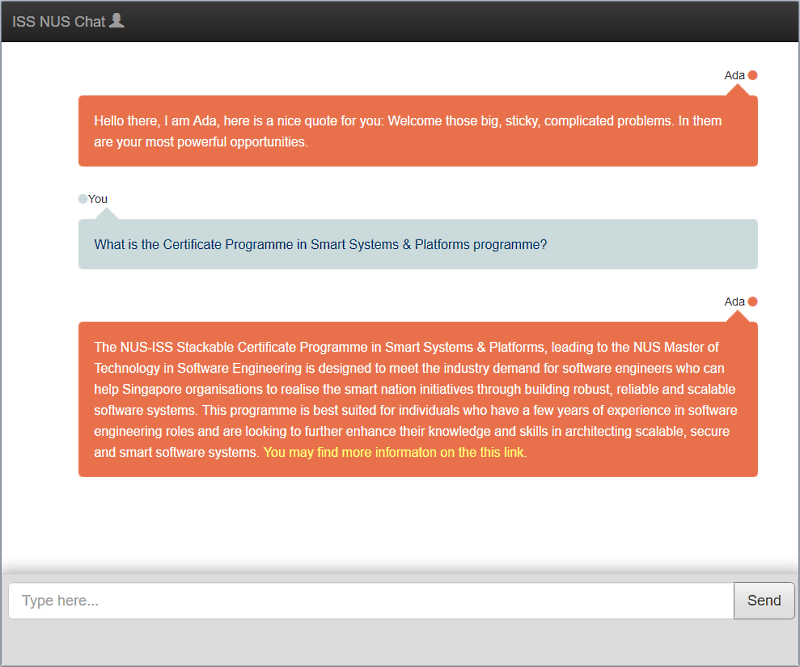 ISS NUS Chat
Ada
Hello there, I am Ada, here is a nice quote for you: Welcome those big, sticky, complicated problems. In them
are your most powerful opportunities.
You
What is the Certificate Programme in Smart Systems & Platforms programme?
Ada
The NUS-ISS Stackable Certificate Programme in Smart Systems & Platforms, leading to the NUS Master of
Technology in Software Engineering is designed to meet the industry demand for software engineers who can
help Singapore organisations to realise the smart nation initiatives through building robust, reliable and scalable
software systems. This programme is best suited for individuals who have a few years of experience in software
engineering roles and are looking to further enhance their knowledge and skills in architecting scalable, secure
and smart software systems. You may find more informaton on the this link.
Type here...
Send